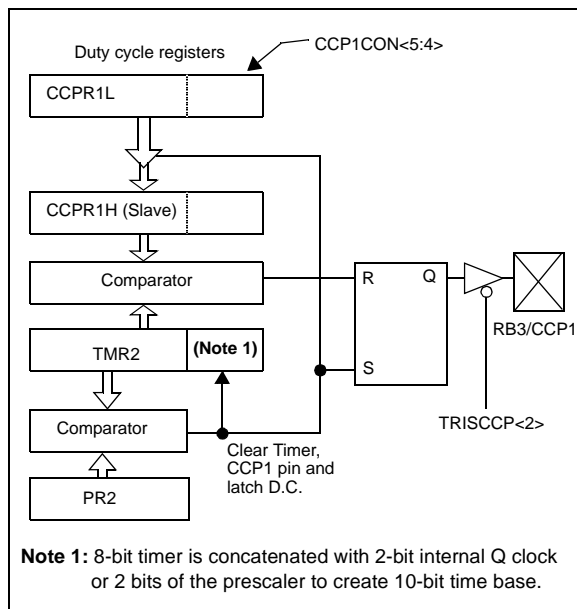 Duty cycle registers
CCP1CON<5:4>
CCPR1L
CCPR1H (Slave)
Comparator
R
Q
RB3/CCP1
TMR2
(Note 1)
S
TRISCCP<2>
Comparator
Clear Timer,
CCP1 pin and
latch D.C.
PR2
Note 1: 8-bit timer is concatenated with 2-bit internal Q clock
or 2 bits of the prescaler to create 10-bit time base.